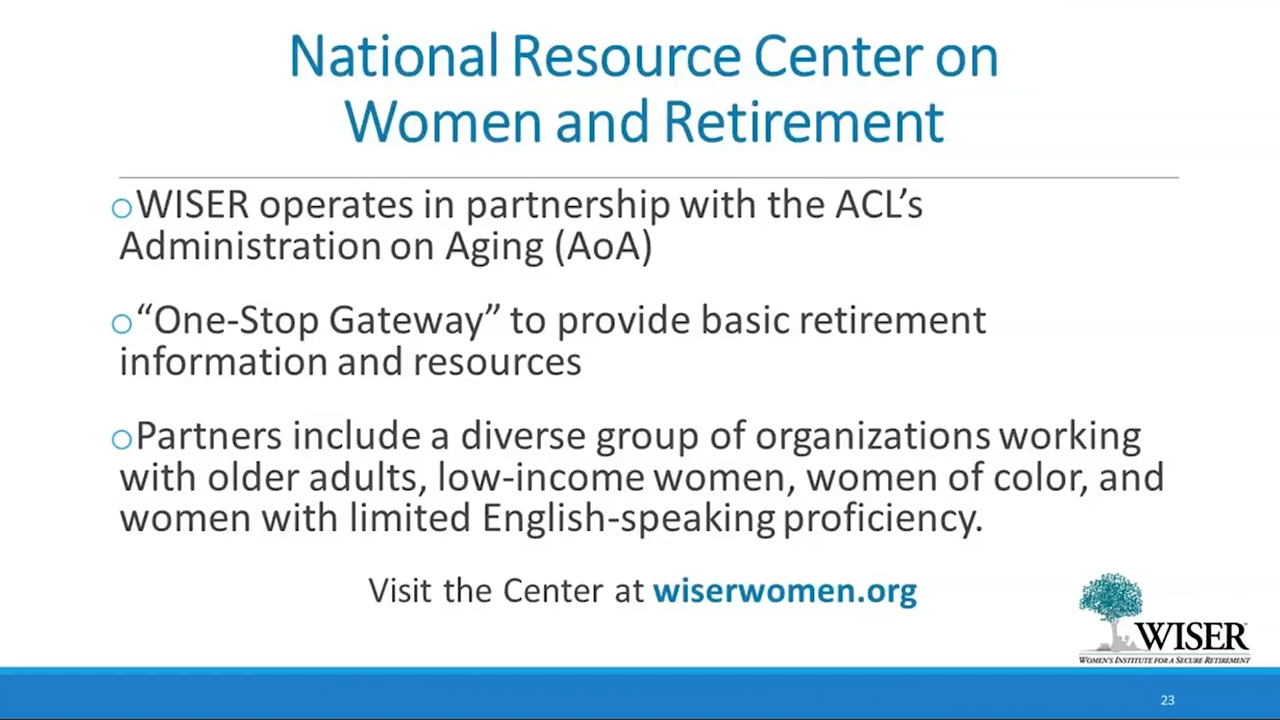 National Resource Center on
Women and Retirement
oWISER operates in partnership with the ACL’s
Administration on Aging (AoA)
o“One-Stop Gateway” to provide basic retirement
information and resources
oPartners include a diverse group of organizations working
with older adults, low-income women, women of color, and
women with limited English-speaking proficiency.
Visit the Center at wiserwomen.org
WISER
WOMEN'S INSTITUTE FOR A SECURE RETIREMENT
23